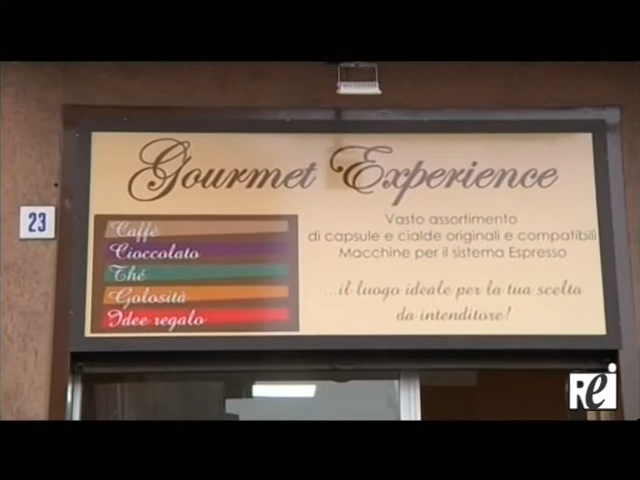 Gourmet Experience
23
Caffè
Cioccolato
Thé
Golosità
Idee regalo
Vasto assortimento
di capsule e cialde originali e compatibili
Macchine per il sistema Espresso
...il luogo ideale per la tua scelta
da intenditore!
Rei